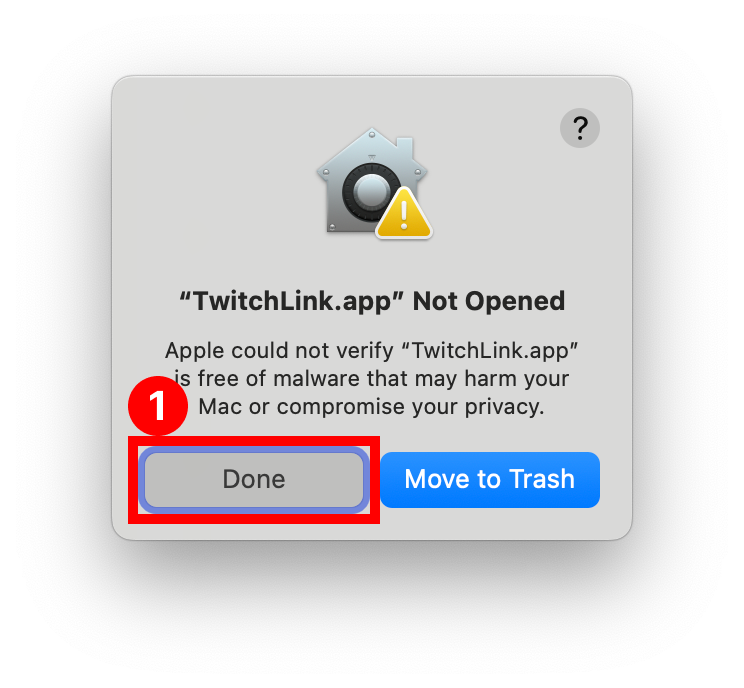 ?
“TwitchLink.app” Not Opened
Apple could not verify “TwitchLink.app”
is free of malware that may harm your
Mac or compromise your privacy.
1
Done
Move to Trash